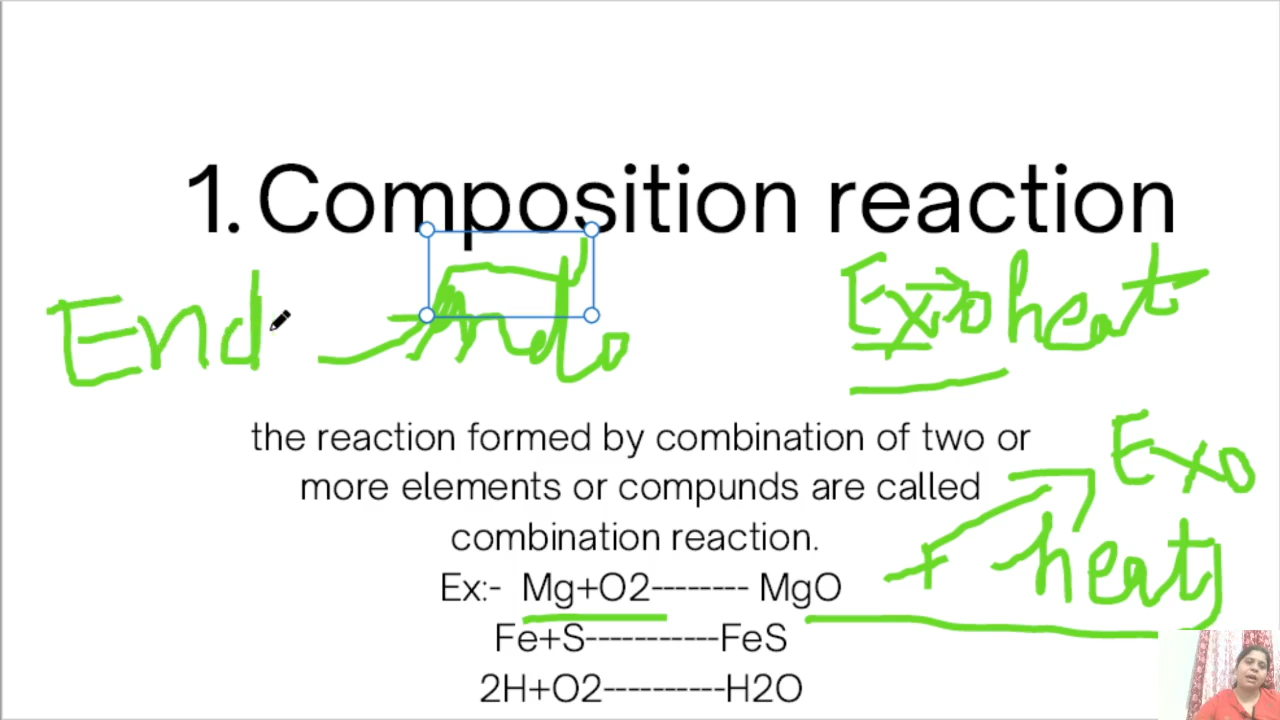 1. Composition reaction
End
Endo
Exo heat
the reaction formed by combination of two or
more elements or compunds are called
combination reaction.
Exo
Ex:- Mg+O2-------- MgO + heat
Fe+S-----------FeS
2H+O2----------H2O